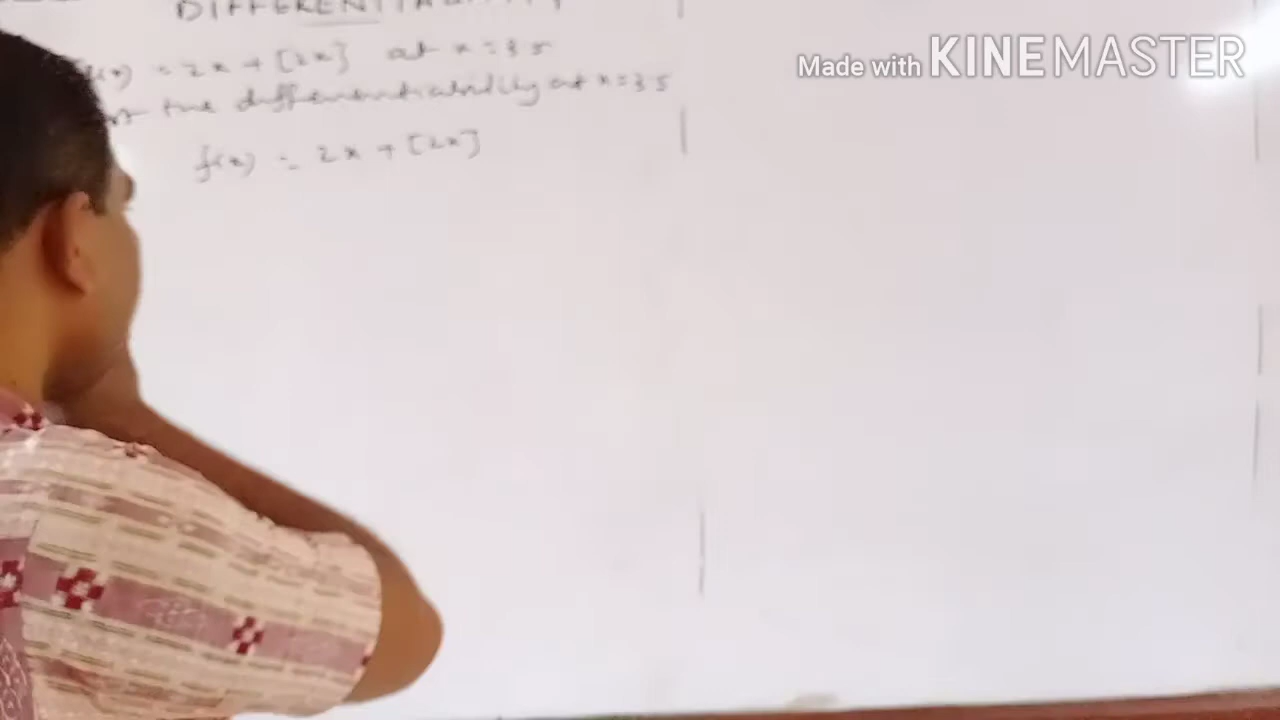 DIFFERENTIABILITY
f(x) = 2x + [2x] at x = 3.5
the differentiability at x = 3.5
f(x) = 2x + [2x]
Made with KINEMASTER